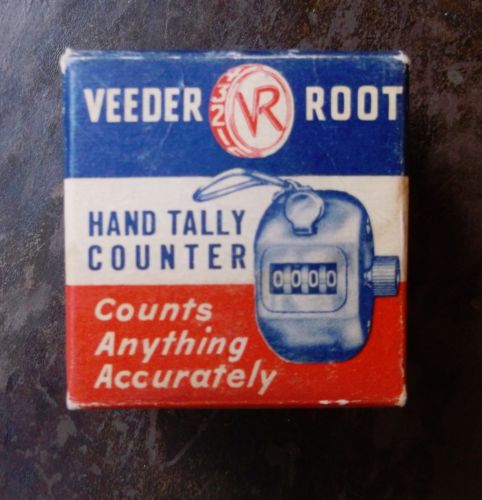 VEEDER VR ROOT
HAND TALLY
COUNTER
0000
Counts
Anything
Accurately